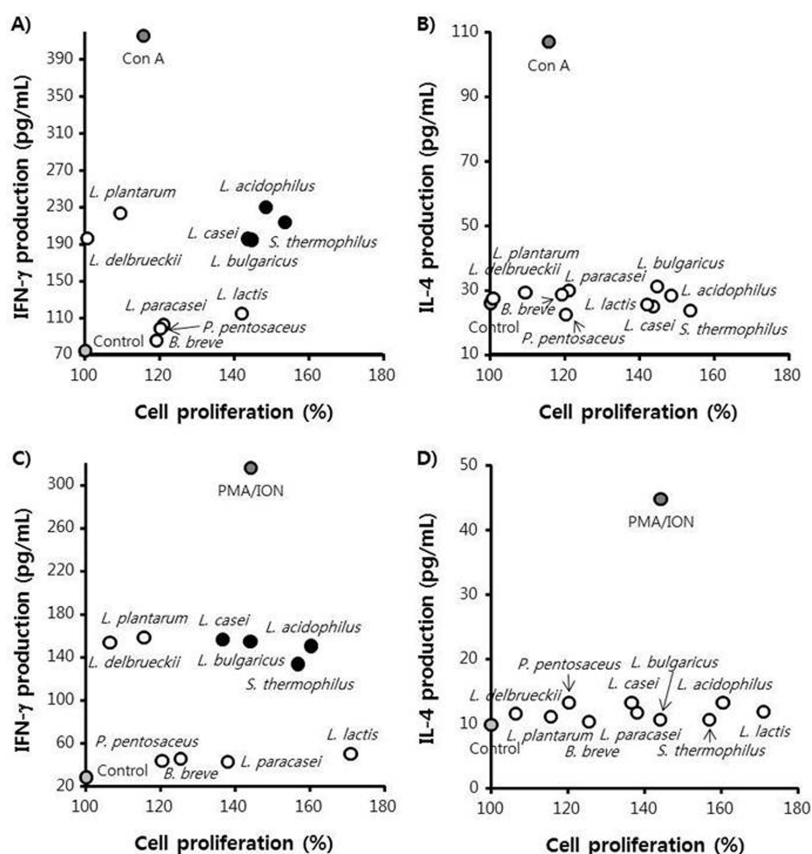 A)
IFN-γ production (pg/mL)
390
350
310
270
230
190
150
110
70
Con A
L. plantarum
L. acidophilus
L. casei
S. thermophilus
L. delbrueckii
L. bulgaricus
L. paracasei
L. lactis
P. pentosaceus
Control
B. breve
100 120 140 160 180
Cell proliferation (%)
B)
IL-4 production (pg/mL)
110
90
70
50
30
10
Con A
L. plantarum
L. bulgaricus
L. delbrueckii
L. paracasei
L. acidophilus
B. breve
L. lactis
Control
L. casei
S. thermophilus
P. pentosaceus
100 120 140 160 180
Cell proliferation (%)
C)
IFN-γ production (pg/mL)
300
260
220
180
140
100
60
20
PMA/ION
L. plantarum
L. casei
L. acidophilus
L. delbrueckii
L. bulgaricus
S. thermophilus
P. pentosaceus
L. lactis
Control
B. breve
L. paracasei
100 120 140 160 180
Cell proliferation (%)
D)
IL-4 production (pg/mL)
50
40
30
20
10
0
PMA/ION
P. pentosaceus
L. bulgaricus
L. delbrueckii
L. casei
L. acidophilus
Control
L. plantarum
L. paracasei
L. lactis
B. breve
S. thermophilus
100 120 140 160 180
Cell proliferation (%)